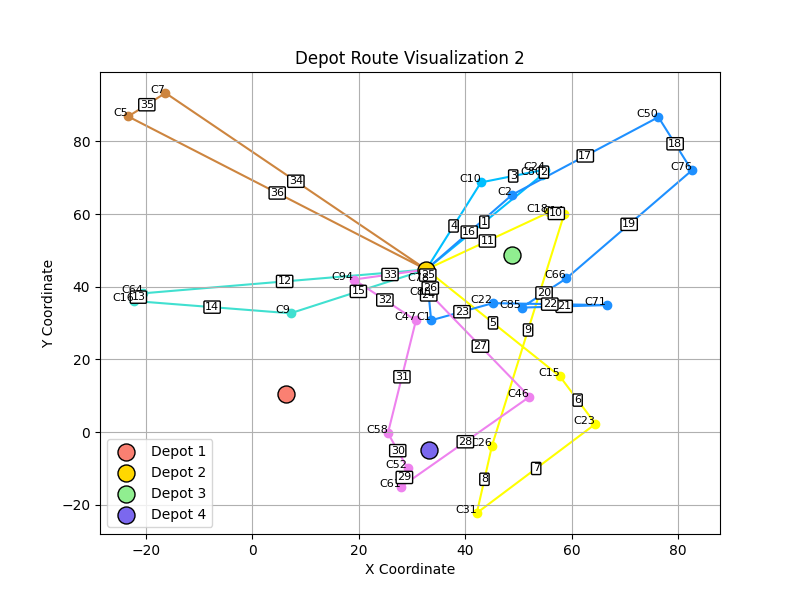 Depot Route Visualization 2
C7
C5
35
C50
80
18
17
C76
C24
C10
3
2
34
C2
36
4
1
60
C18
10
57
16
19
11
33
25
C94
C66
12
40
C64
13
C16
15
26
20
32
C22
C85
22
21
C71
14
C9
C47
C1
23
5
9
27
20
31
C15
C46
6
C23
0
C58
28
C26
30
C52
29
C61
8
7
−20
C31
Depot 1
Depot 2
Depot 3
Depot 4
−20
0
20
40
60
80
X Coordinate
Y Coordinate